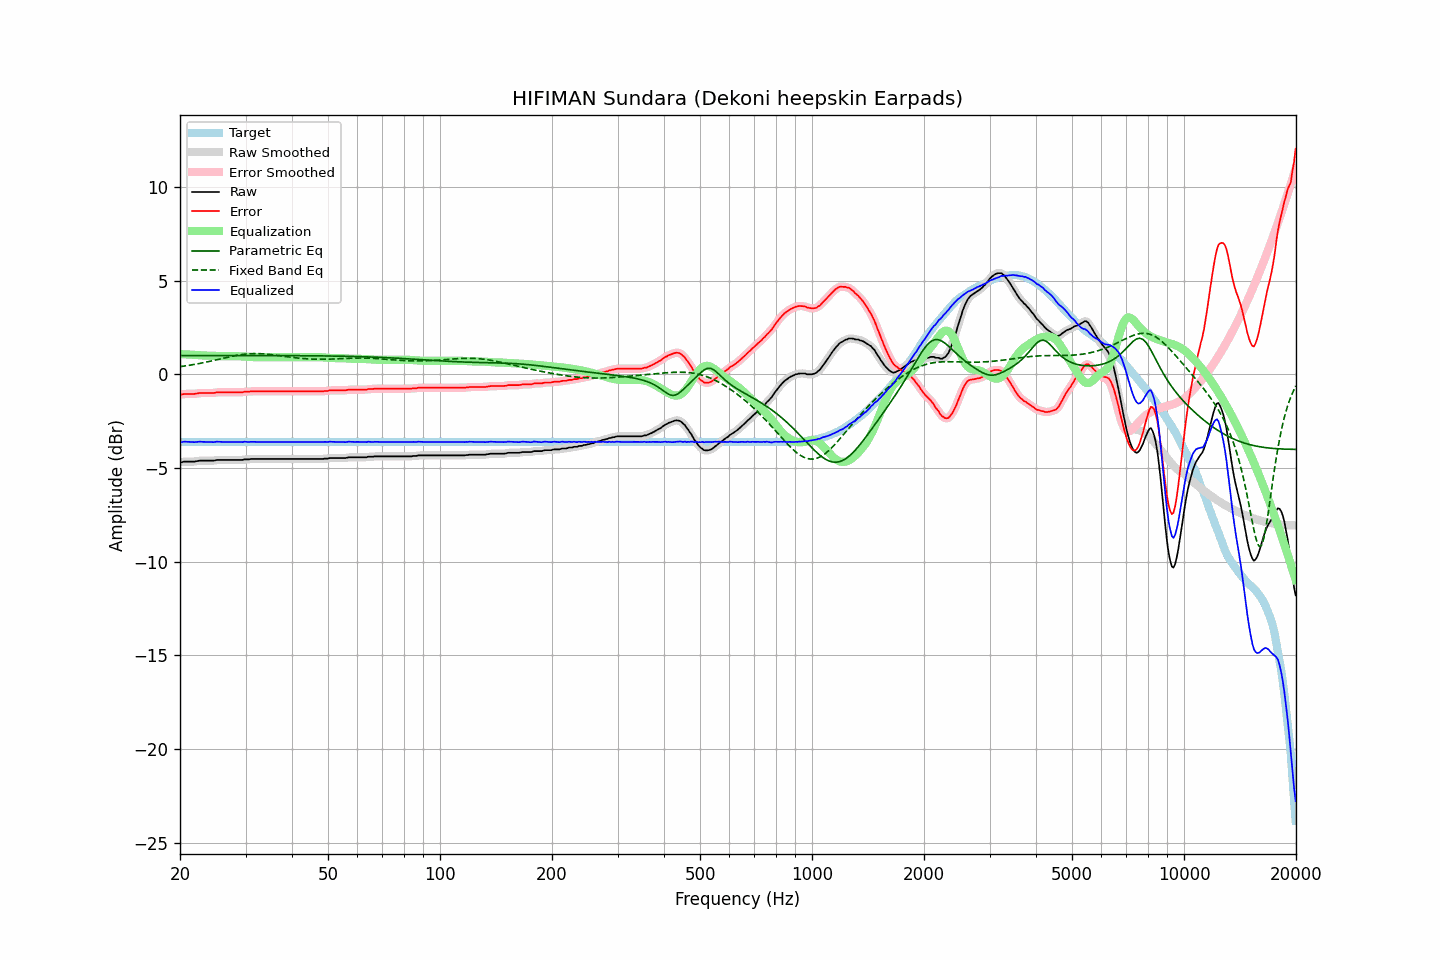 HIFIMAN Sundara (Dekoni heepskin Earpads)
Target
Raw Smoothed
Error Smoothed
Raw
Error
Equalization
Parametric Eq
Fixed Band Eq
Equalized
10
5
0
−5
−10
−15
−20
−25
Amplitude (dBr)
20 50 100 200 500 1000 2000 5000 10000 20000
Frequency (Hz)